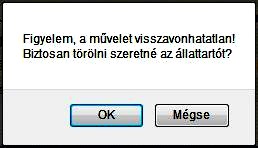 Figyelem, a művelet visszavonhatatlan!
Biztosan törölni szeretné az állattartót?
OK
Mégse